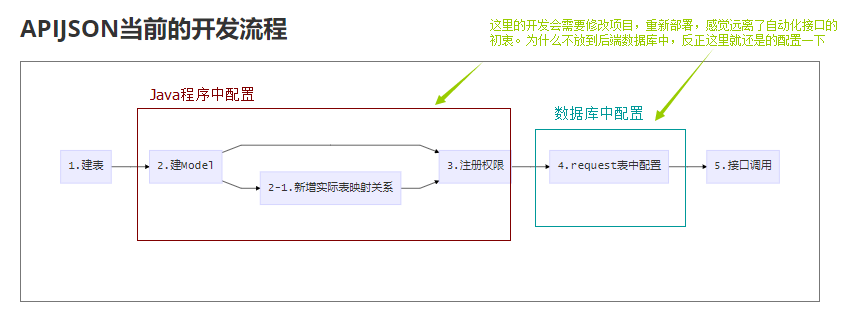 APIJSON当前的开发流程
这里的开发会需要修改项目，重新部署，感觉远离了自动化接口的
初衷。为什么不放到后端数据库中，反正这里就还是的配置一下
Java程序中配置
数据库中配置
1.建表
2.建Model
3.注册权限
4.request表中配置
5.接口调用
2-1.新增实际表映射关系